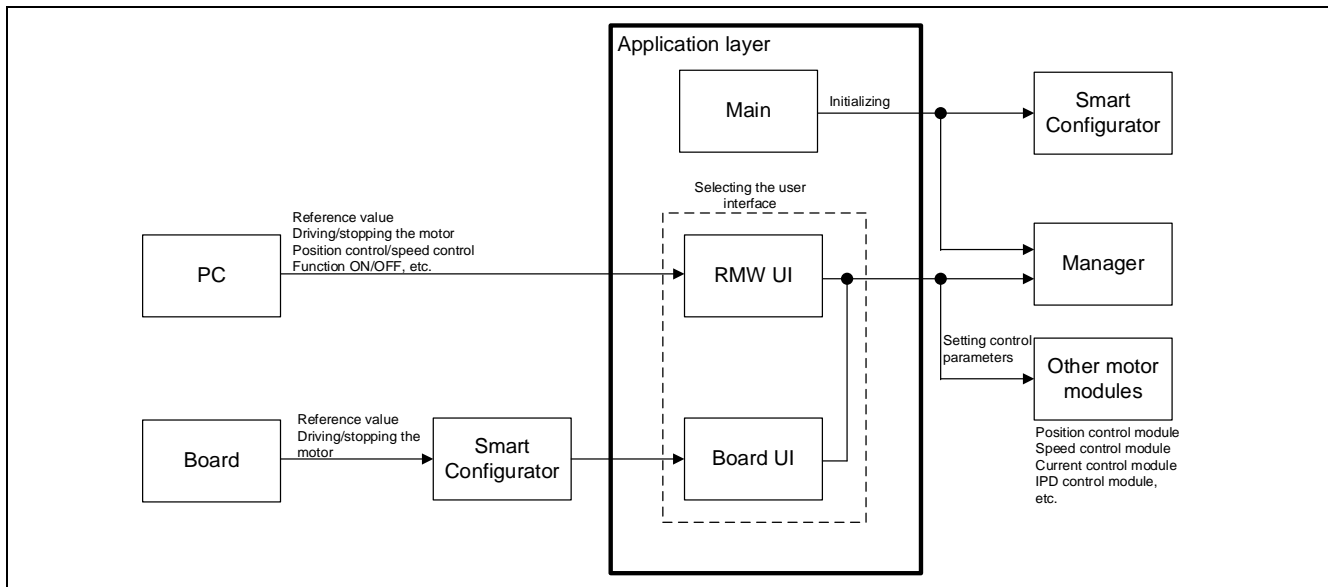 Application layer
Main
Initializing
Smart
Configurator
Selecting the user
interface
Reference value
Driving/stopping the motor
Position control/speed control
Function ON/OFF, etc.
PC
RMW UI
Manager
Setting control
parameters
Other motor
modules
Position control module
Speed control module
Current control module
IPD control module,
etc.
Reference value
Driving/stopping the
motor
Board
Smart
Configurator
Board UI